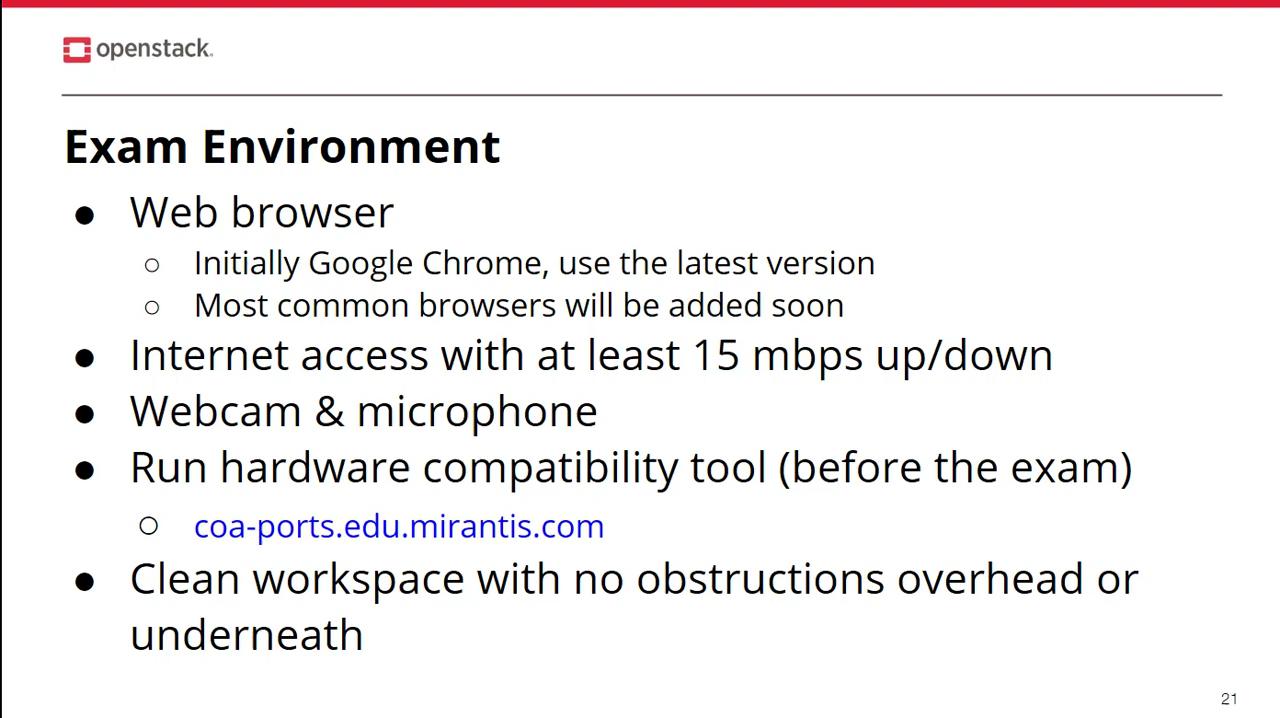 openstack.
Exam Environment
● Web browser
○ Initially Google Chrome, use the latest version
○ Most common browsers will be added soon
● Internet access with at least 15 mbps up/down
● Webcam & microphone
● Run hardware compatibility tool (before the exam)
○ coa-ports.edu.mirantis.com
● Clean workspace with no obstructions overhead or
underneath
21